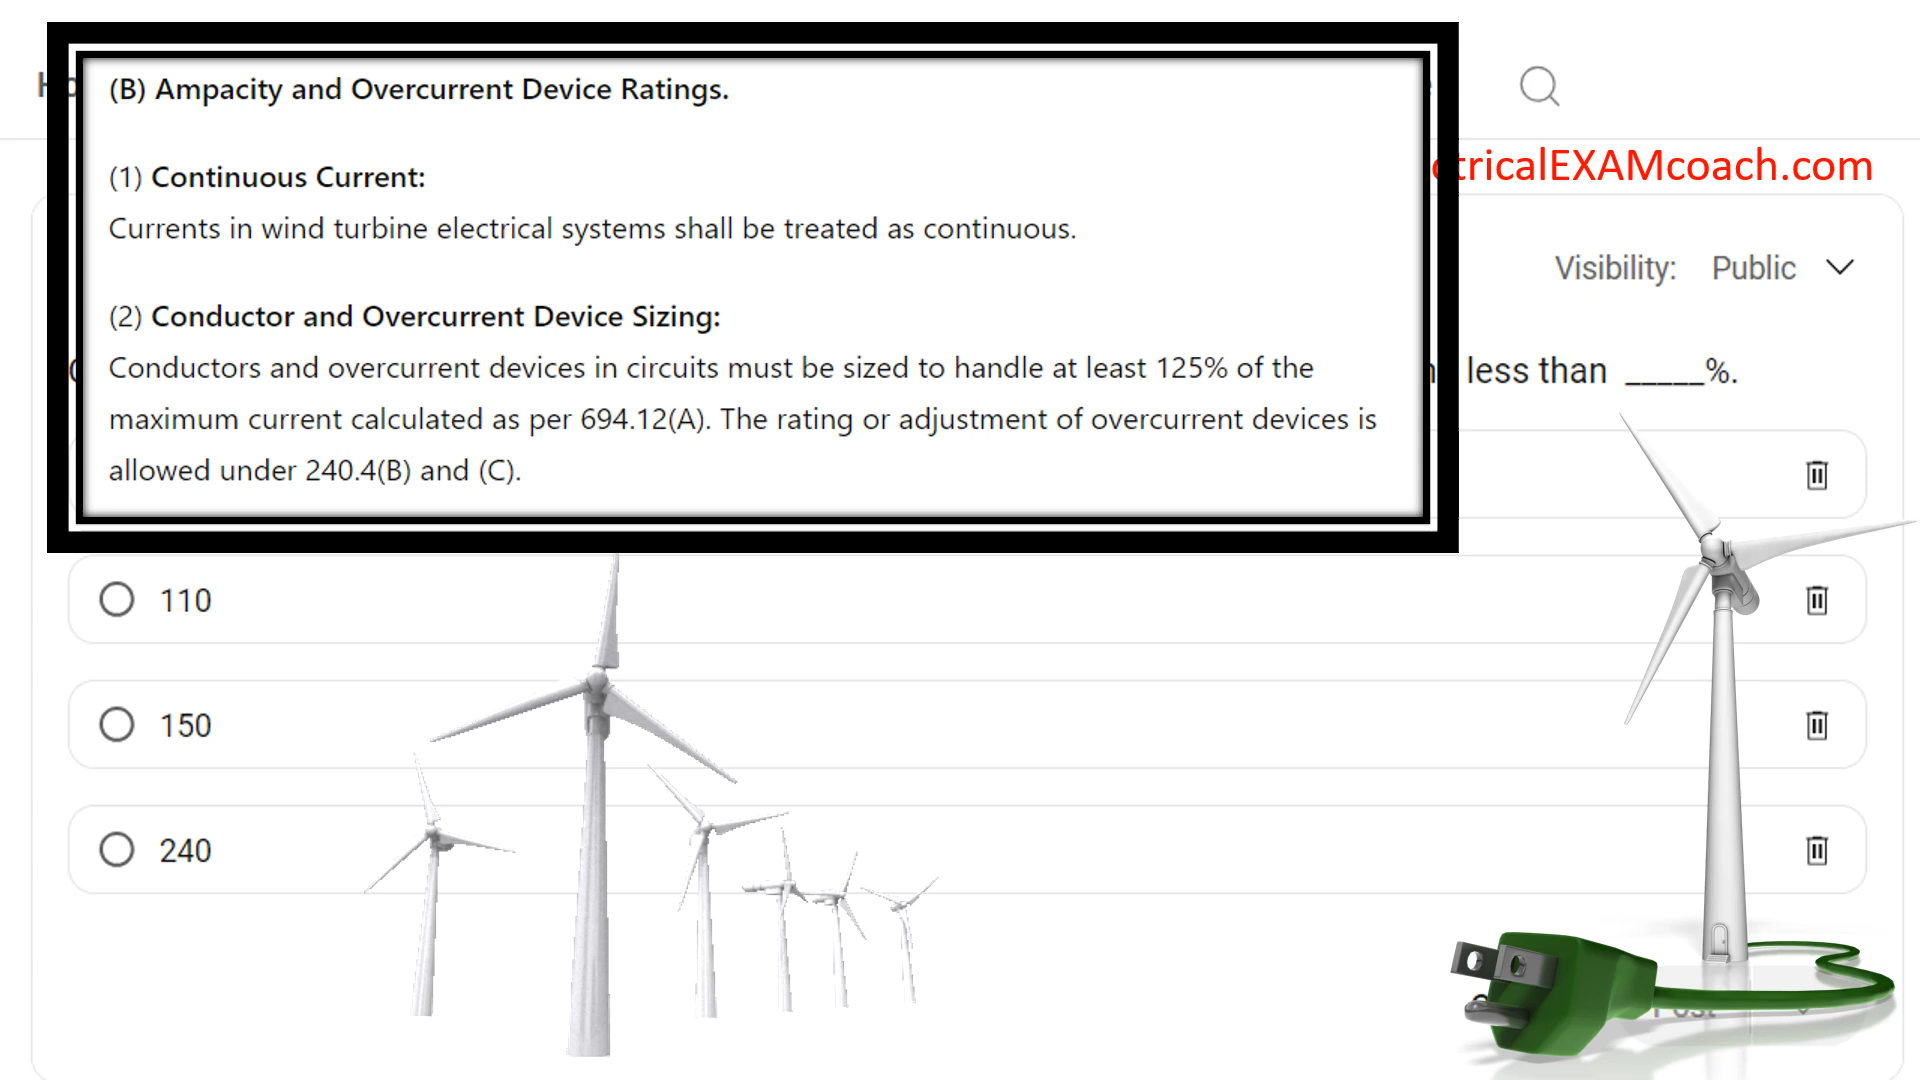 (B) Ampacity and Overcurrent Device Ratings.
(1) Continuous Current:
Currents in wind turbine electrical systems shall be treated as continuous.
(2) Conductor and Overcurrent Device Sizing:
Conductors and overcurrent devices in circuits must be sized to handle at least 125% of the
maximum current calculated as per 694.12(A). The rating or adjustment of overcurrent devices is
allowed under 240.4(B) and (C).
ctricalEXAMcoach.com
Visibility: Public
less than _____%.
110
150
240